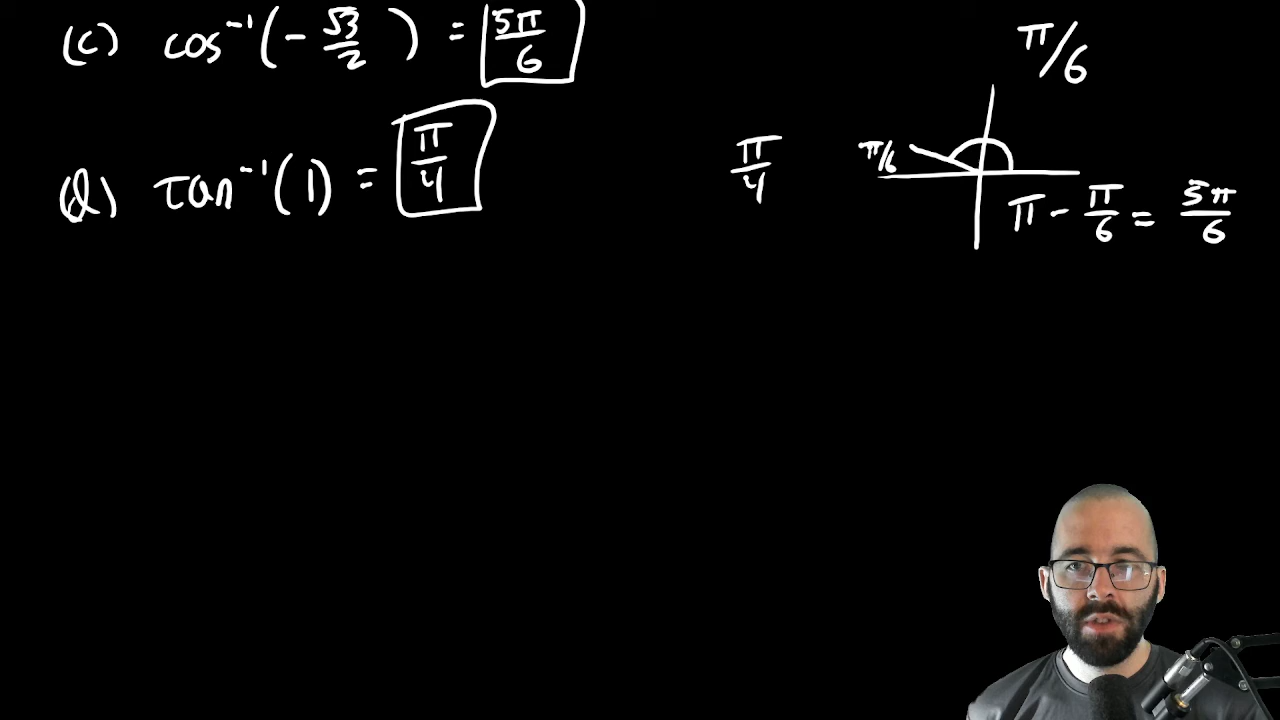 (c) cos⁻¹(-√3/2) = 5π/6
π/6
(d) tan⁻¹(1) = π/4
π/4
π/6
π - π/6 = 5π/6